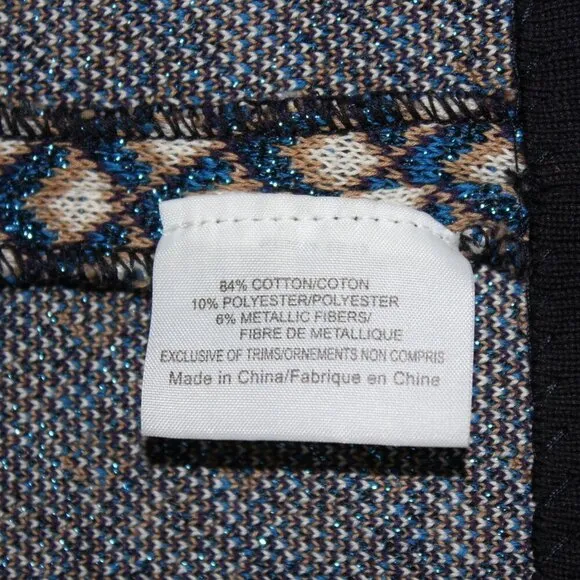 84% COTTON/COTON
10% POLYESTER/POLYESTER
6% METALLIC FIBERS/
FIBRE DE METALLIQUE
EXCLUSIVE OF TRIMS/ORNEMENTS NON COMPRIS
Made in China/Fabrique en Chine